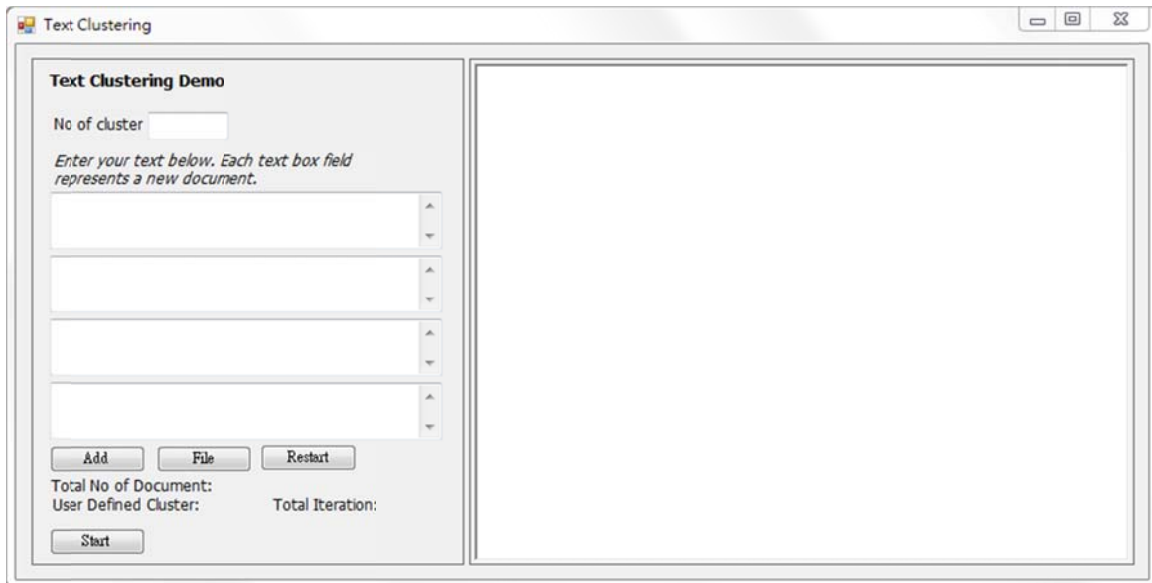 Text Clustering
Text Clustering Demo
No of cluster
Enter your text below. Each text box field
represents a new document.
Add File Restart
Total No of Document:
User Defined Cluster: Total Iteration:
Start